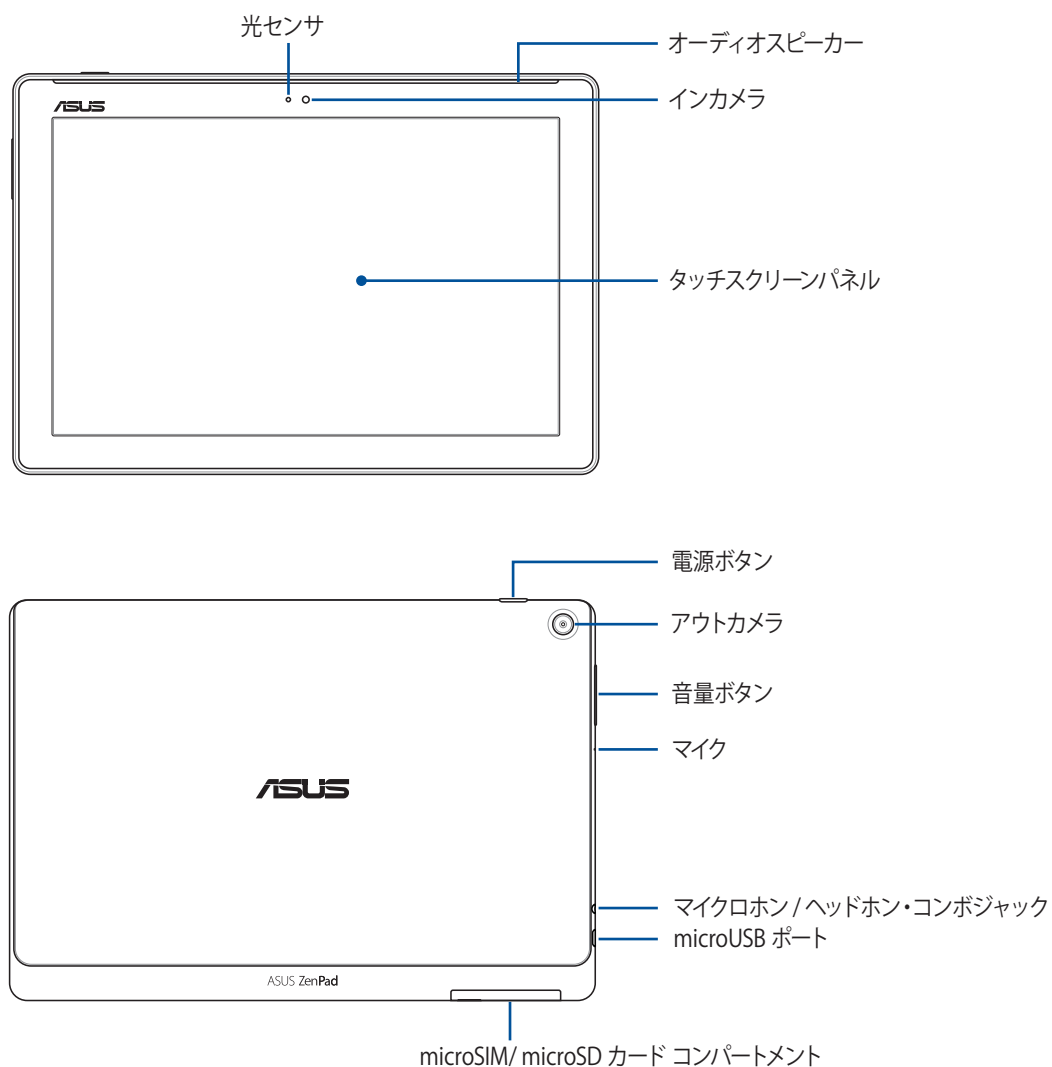 光センサ
オーディオスピーカー
インカメラ
ASUS
タッチスクリーンパネル
電源ボタン
アウトカメラ
音量ボタン
マイク
ASUS
マイクロホン / ヘッドホン・コンボジャック
microUSB ポート
ASUS ZenPad
microSIM/ microSD カード コンパートメント